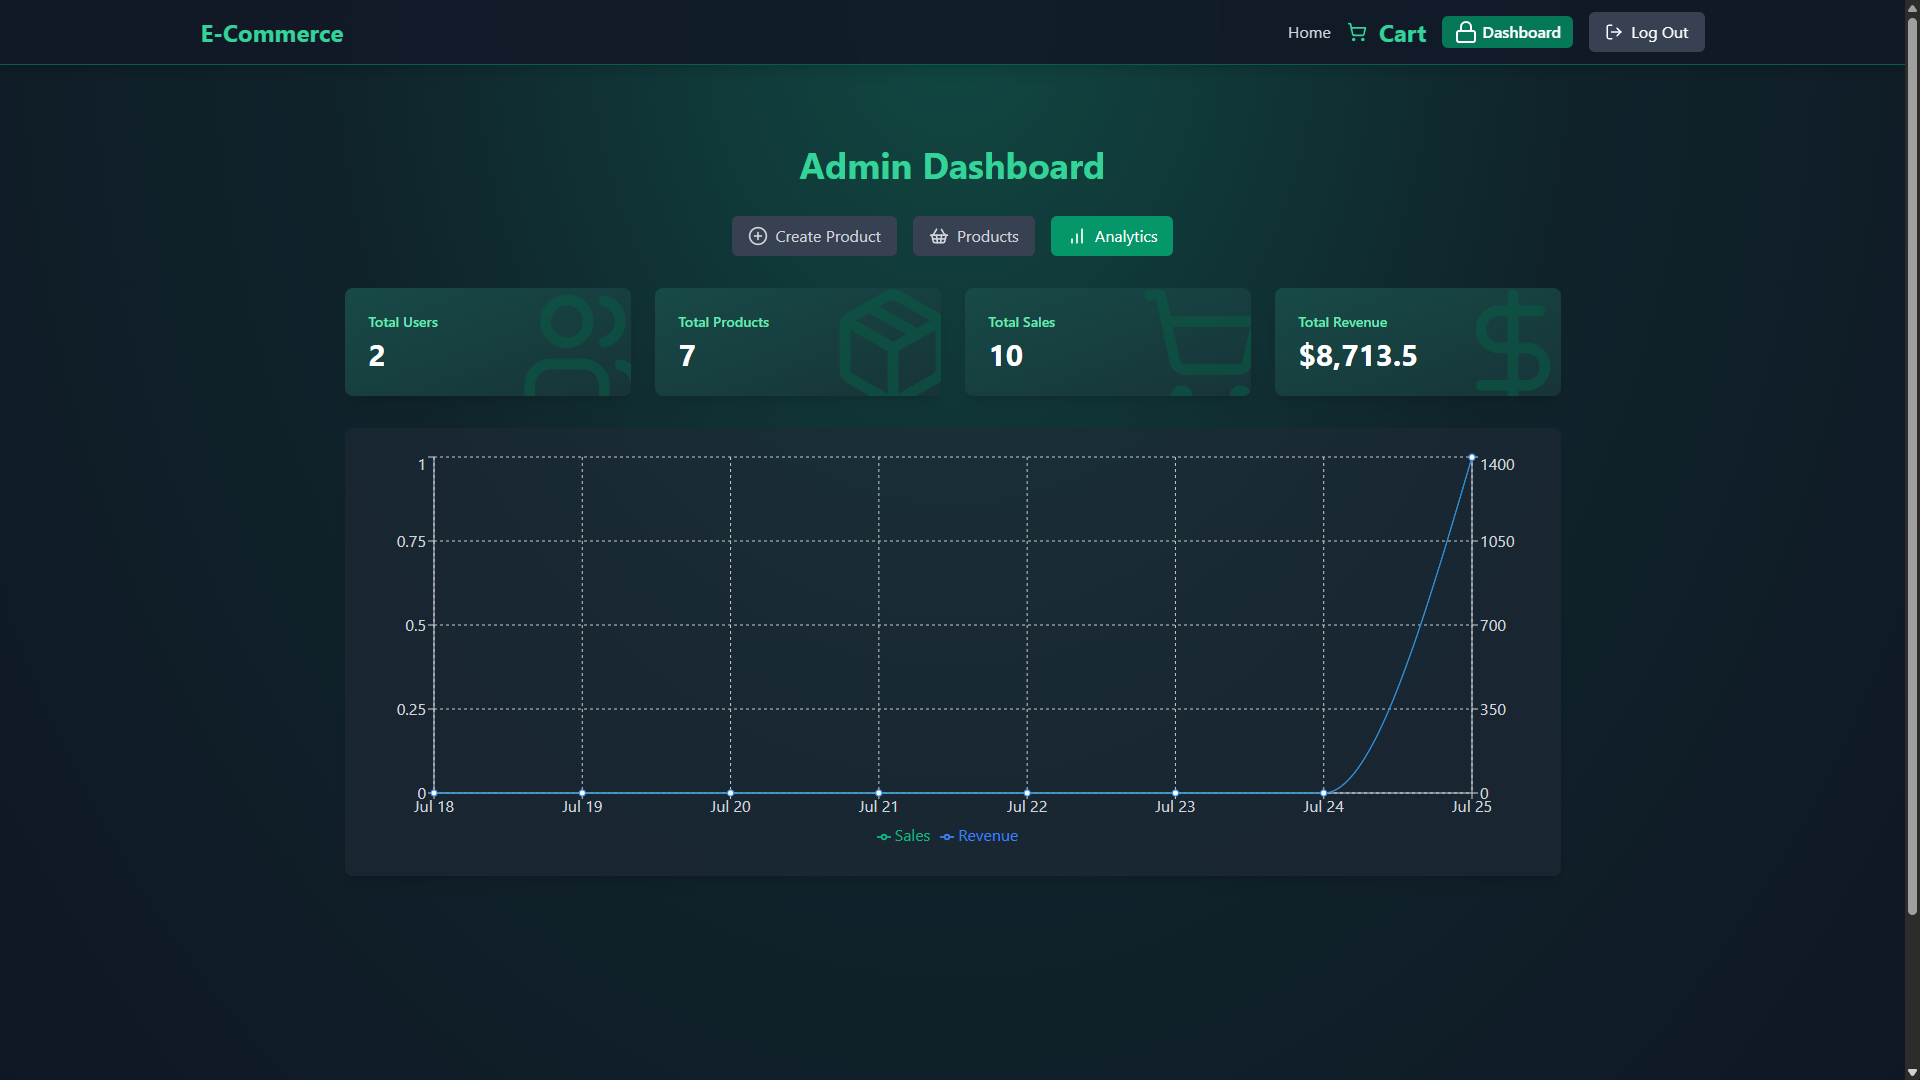 E-Commerce
Home Cart Dashboard Log Out
Admin Dashboard
Create Product Products Analytics
Total Users
2
Total Products
7
Total Sales
10
Total Revenue
$8,713.5
1 1400
0.75 1050
0.5 700
0.25 350
0 0
Jul 18 Jul 19 Jul 20 Jul 21 Jul 22 Jul 23 Jul 24 Jul 25
Sales Revenue